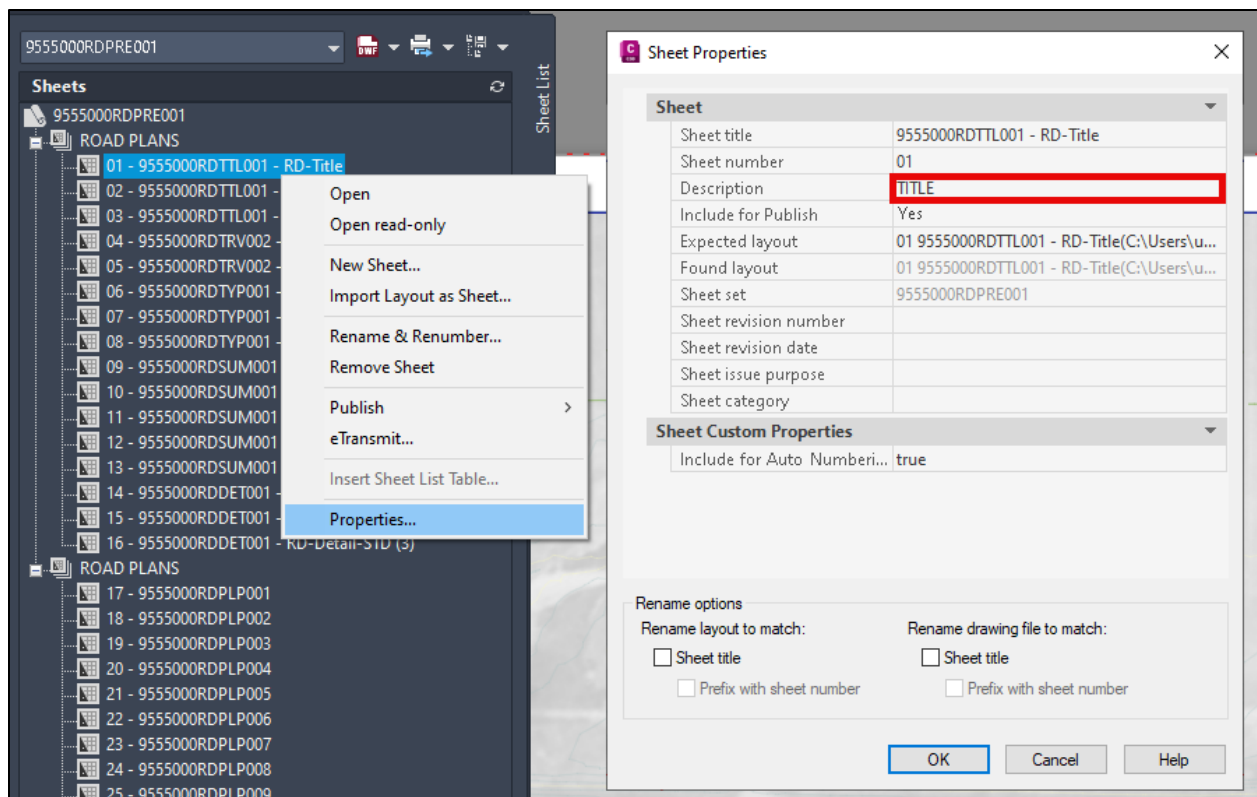 9555000RDPRE001
DWF
Sheets
Sheet List
9555000RDPRE001
ROAD PLANS
01 - 9555000RDTTL001 - RD-Title
02 - 9555000RDTTL001 -
03 - 9555000RDTTL001 -
04 - 9555000RDTRV002 -
05 - 9555000RDTRV002 -
06 - 9555000RDTYP001 -
07 - 9555000RDTYP001 -
08 - 9555000RDTYP001 -
09 - 9555000RDSUM001
10 - 9555000RDSUM001
11 - 9555000RDSUM001
12 - 9555000RDSUM001
13 - 9555000RDSUM001
14 - 9555000RDDET001 -
15 - 9555000RDDET001 -
16 - 9555000RDDET001 - RD-Detail-STD (3)
ROAD PLANS
17 - 9555000RDPLP001
18 - 9555000RDPLP002
19 - 9555000RDPLP003
20 - 9555000RDPLP004
21 - 9555000RDPLP005
22 - 9555000RDPLP006
23 - 9555000RDPLP007
24 - 9555000RDPLP008
25 - 9555000RDPLP009
Open
Open read-only
New Sheet...
Import Layout as Sheet...
Rename & Renumber...
Remove Sheet
Publish
eTransmit...
Insert Sheet List Table...
Properties...
Sheet Properties
Sheet
Sheet title 9555000RDTTL001 - RD-Title
Sheet number 01
Description TITLE
Include for Publish Yes
Expected layout 01 9555000RDTTL001 - RD-Title(C:\Users\u...
Found layout 01 9555000RDTTL001 - RD-Title(C:\Users\u...
Sheet set 9555000RDPRE001
Sheet revision number
Sheet revision date
Sheet issue purpose
Sheet category
Sheet Custom Properties
Include for Auto Numberi... true
Rename options
Rename layout to match: Rename drawing file to match:
Sheet title Sheet title
Prefix with sheet number Prefix with sheet number
OK Cancel Help